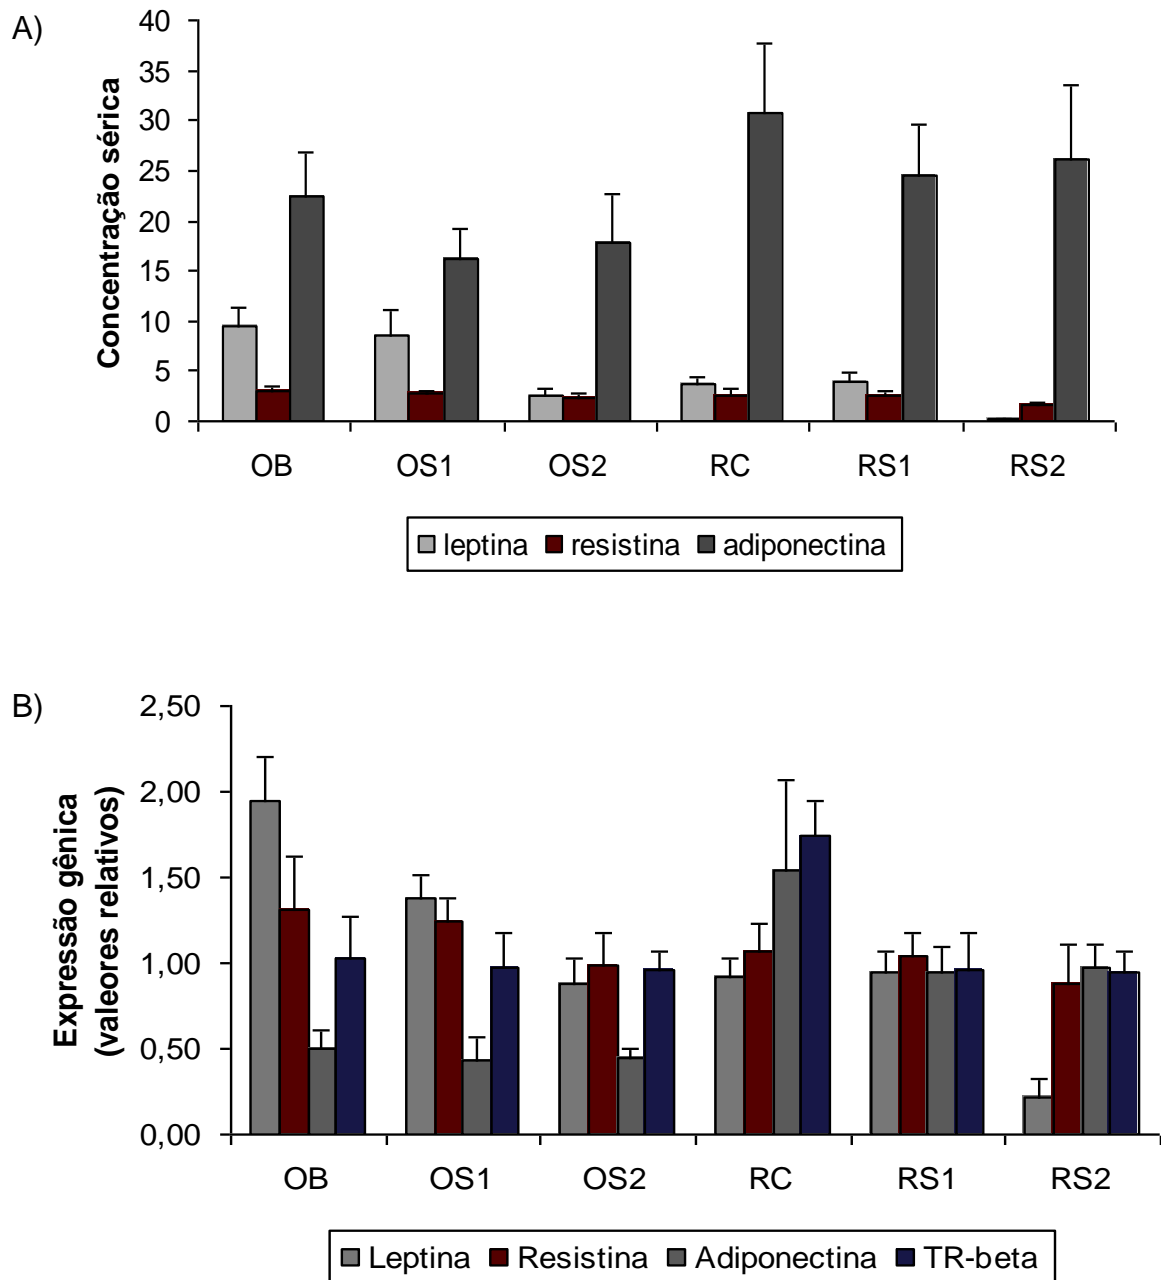 A)
Concentração sérica
40
35
30
25
20
15
10
5
0
OB OS1 OS2 RC RS1 RS2
leptina resistina adiponectina
B)
Expressão gênica
(valeores relativos)
2,50
2,00
1,50
1,00
0,50
0,00
OB OS1 OS2 RC RS1 RS2
Leptina Resistina Adiponectina TR-beta